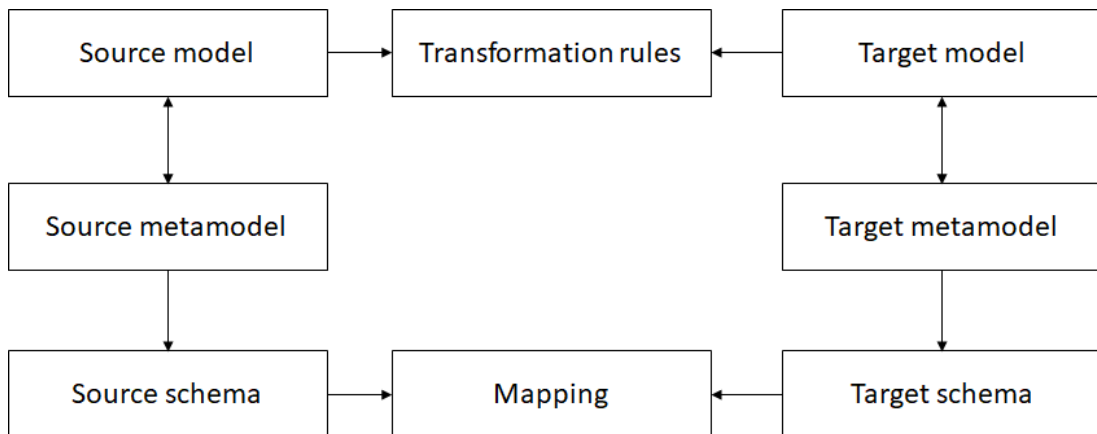 Source model
Transformation rules
Target model
Source metamodel
Target metamodel
Source schema
Mapping
Target schema